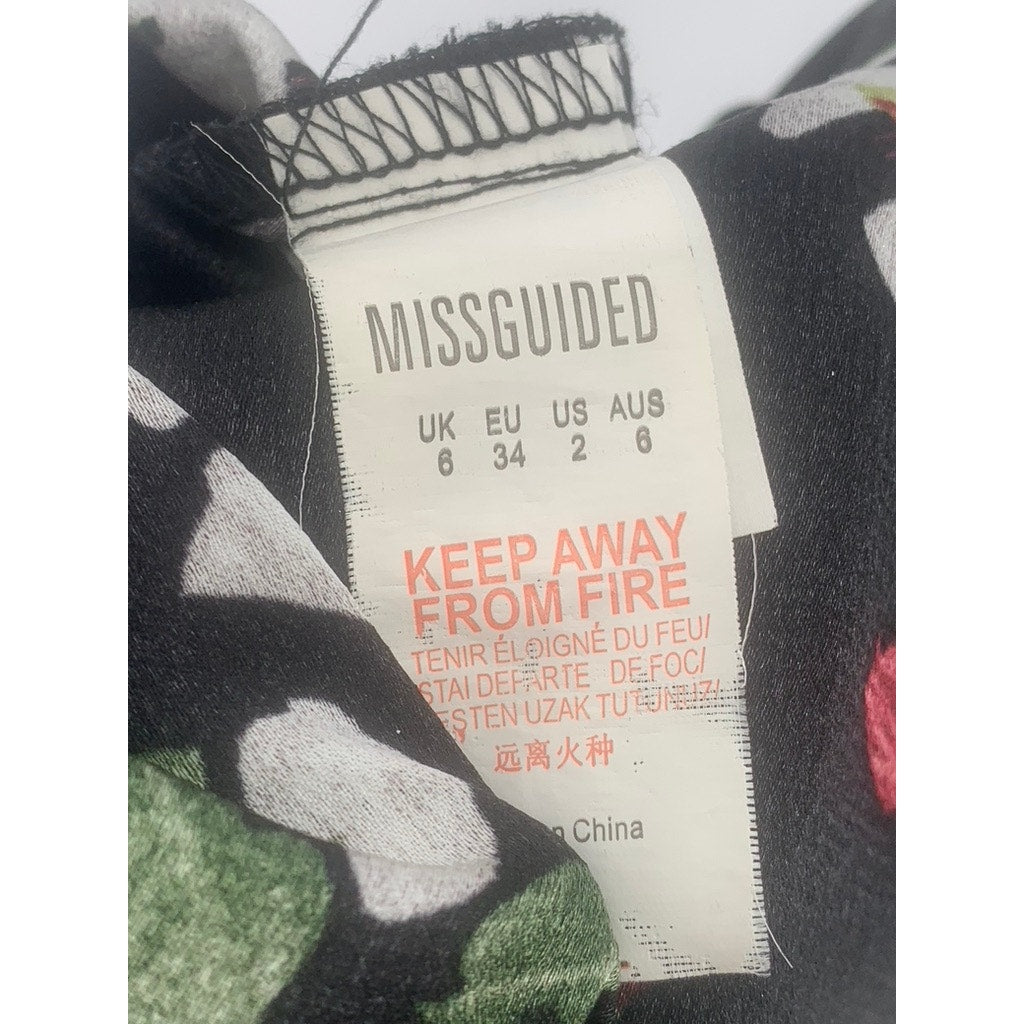 MISSGUIDED
UK EU US AUS
6 34 2 6
KEEP AWAY
FROM FIRE
TENIR ÉLOIGNÉ DU FEU/
STAI DEPARTE DE FOC/
UZAK
远离火种
China